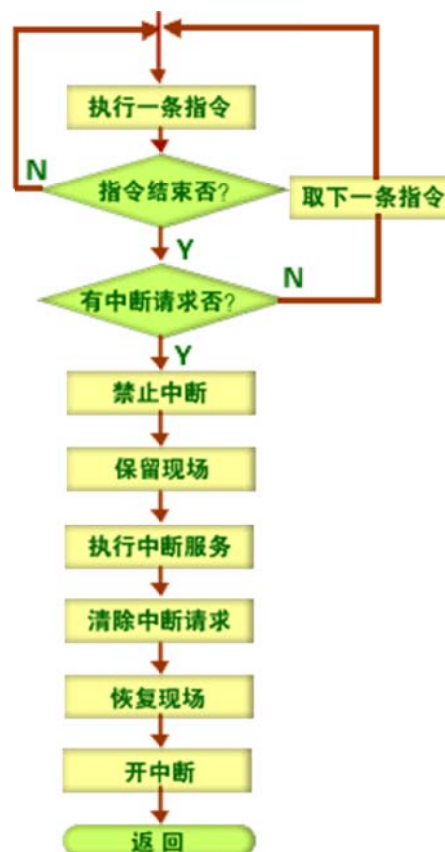 执行一条指令
N
指令结束否?
取下一条指令
Y
N
有中断请求否?
Y
禁止中断
保留现场
执行中断服务
清除中断请求
恢复现场
开中断
返回